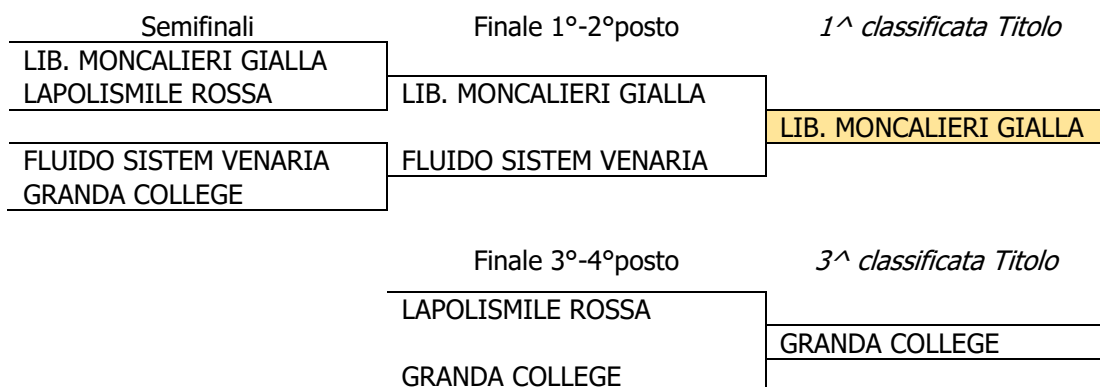 Semifinali Finale 1°-2°posto 1^ classificata Titolo
LIB. MONCALIERI GIALLA
LAPOLISMILE ROSSA LIB. MONCALIERI GIALLA
LIB. MONCALIERI GIALLA
FLUIDO SISTEM VENARIA FLUIDO SISTEM VENARIA
GRANDA COLLEGE
Finale 3°-4°posto 3^ classificata Titolo
LAPOLISMILE ROSSA
GRANDA COLLEGE
GRANDA COLLEGE